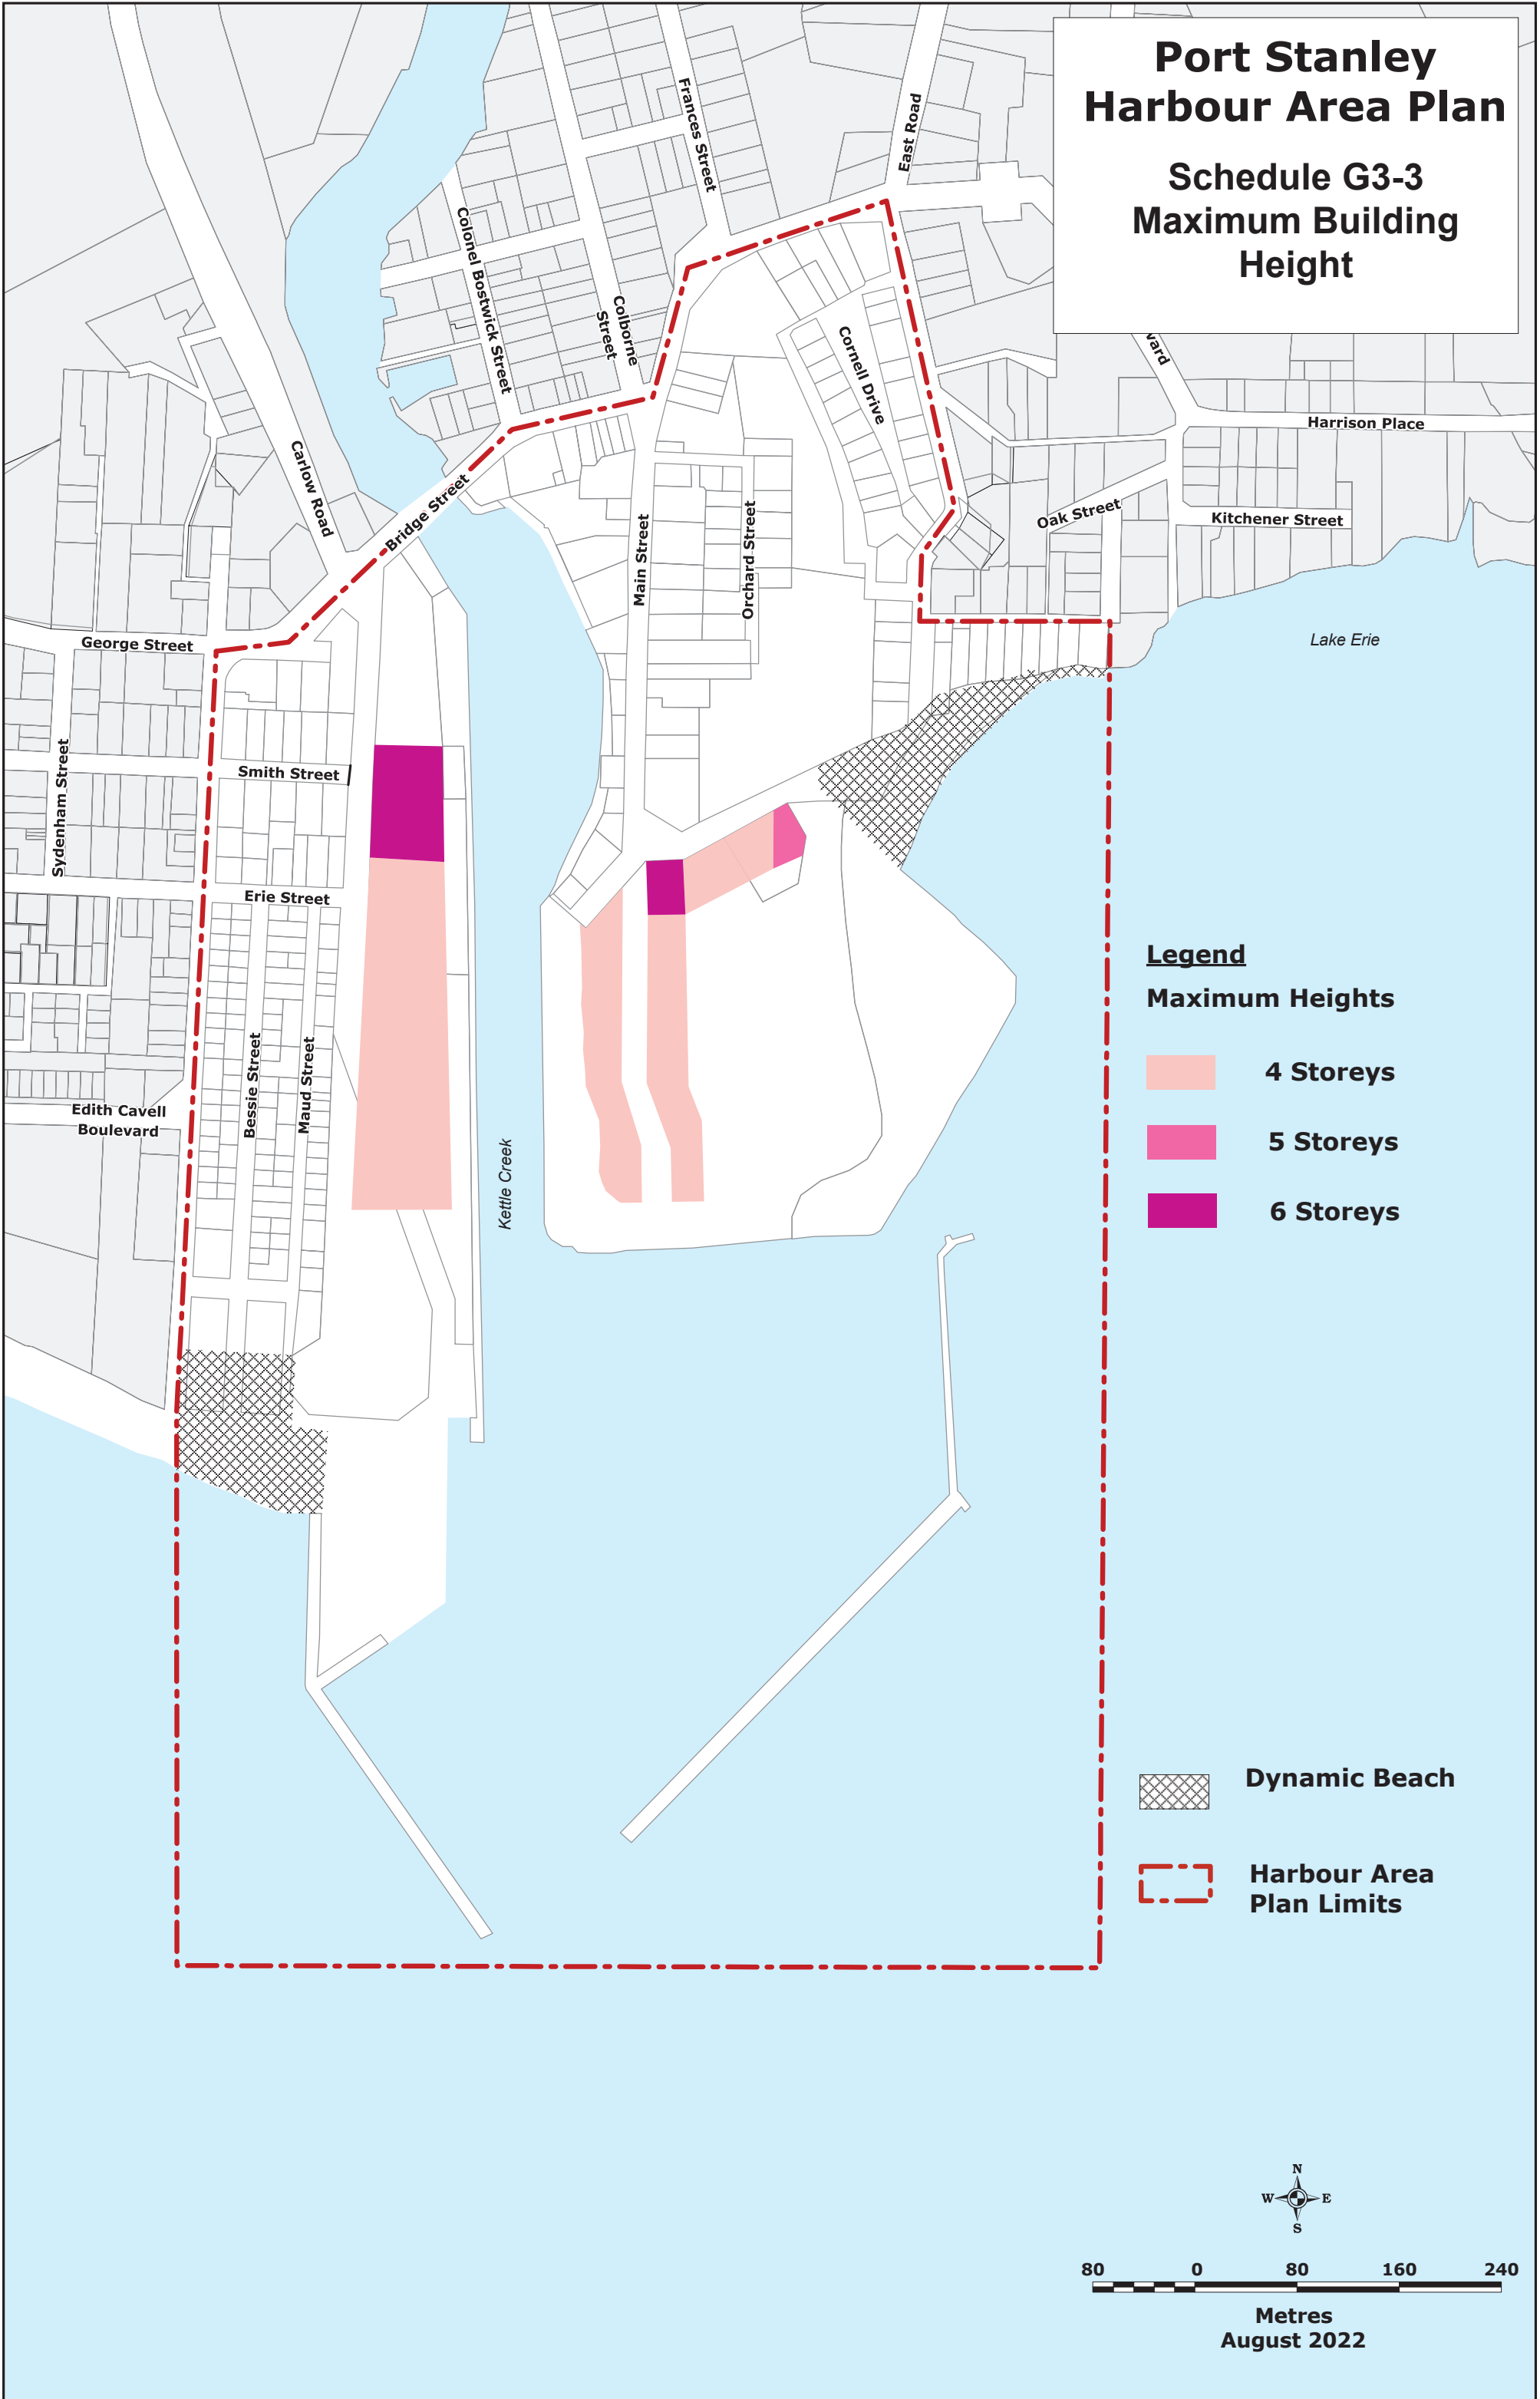 Port Stanley
Harbour Area Plan
Schedule G3-3
Maximum Building
Height
Frances Street
East Road
Colonel Bostwick Street
Colborne
Street
Cornell Drive
vard
Harrison Place
Carlow Road
Bridge Street
Oak Street
Kitchener Street
Main Street
Orchard Street
George Street
Lake Erie
Sydenham Street
Smith Street
Erie Street
Legend
Maximum Heights
4 Storeys
5 Storeys
6 Storeys
Bessie Street
Maud Street
Edith Cavell
Boulevard
Kettle Creek
Dynamic Beach
Harbour Area
Plan Limits
N
W E
S
80 0 80 160 240
Metres
August 2022